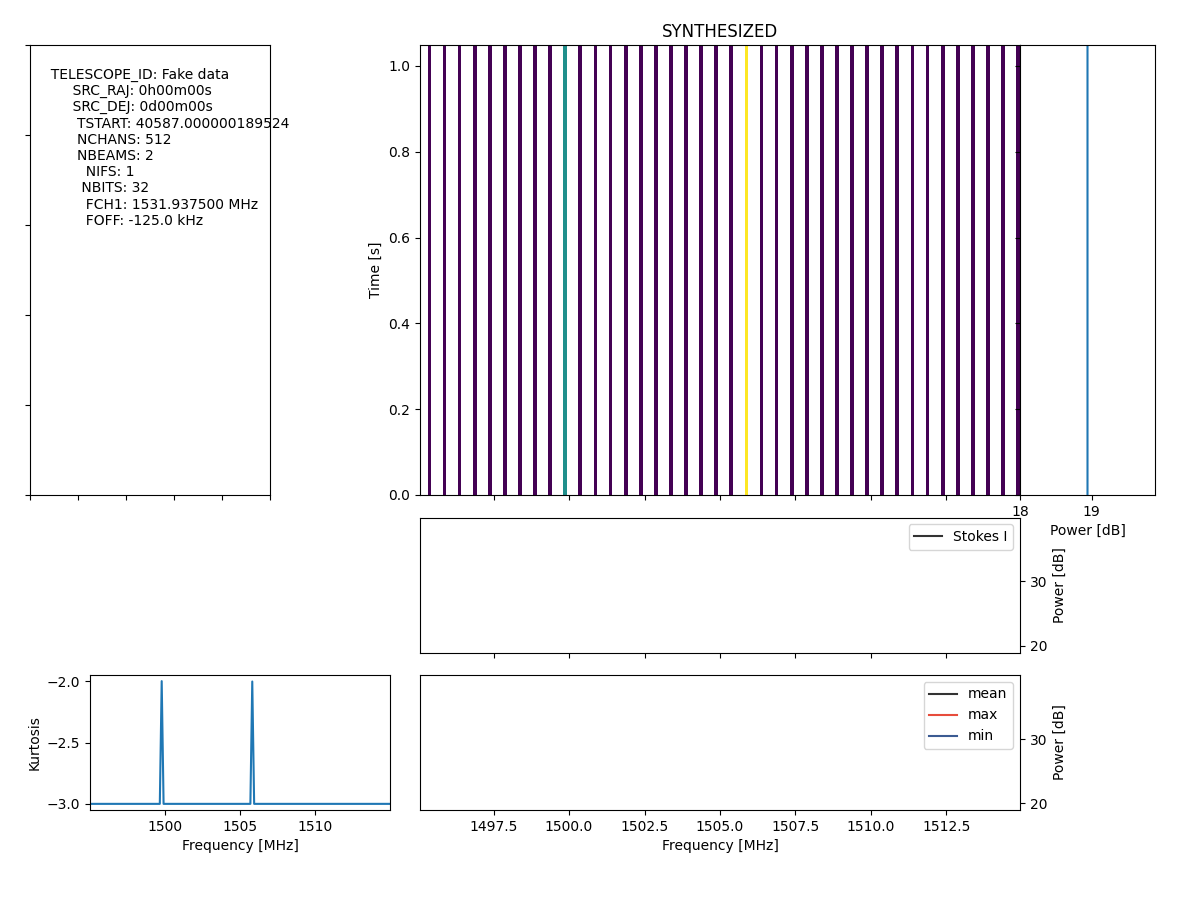 SYNTHESIZED
TELESCOPE_ID: Fake data
SRC_RAJ: 0h00m00s
SRC_DEJ: 0d00m00s
TSTART: 40587.000000189524
NCHANS: 512
NBEAMS: 2
NIFS: 1
NBITS: 32
FCH1: 1531.937500 MHz
FOFF: -125.0 kHz
1.0
0.8
0.6
0.4
0.2
0.0
Time [s]
18 19
Power [dB]
Stokes I
30
20
Power [dB]
−2.0
−2.5
−3.0
Kurtosis
1500 1505 1510
Frequency [MHz]
mean
max
min
30
20
Power [dB]
1497.5 1500.0 1502.5 1505.0 1507.5 1510.0 1512.5
Frequency [MHz]